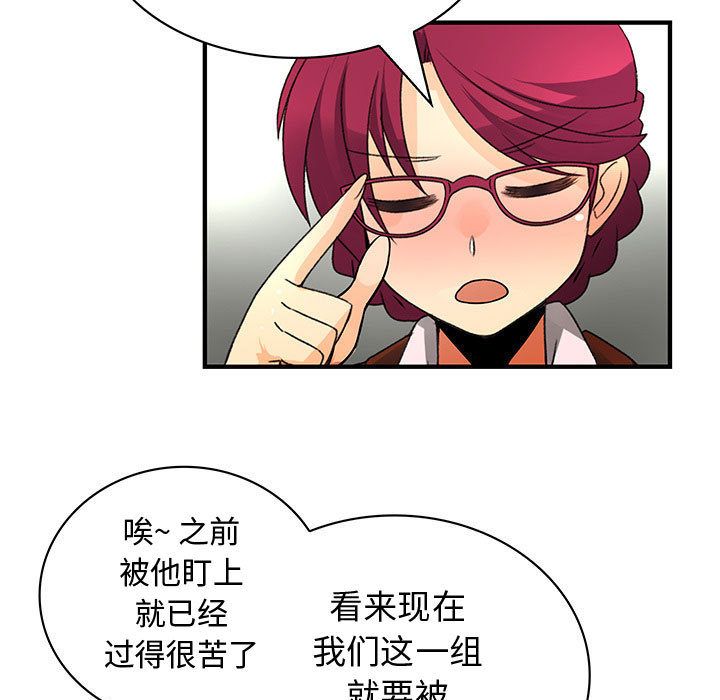 唉~ 之前
被他盯上
就已经
过得很苦了
看来现在
我们这一组
就要被